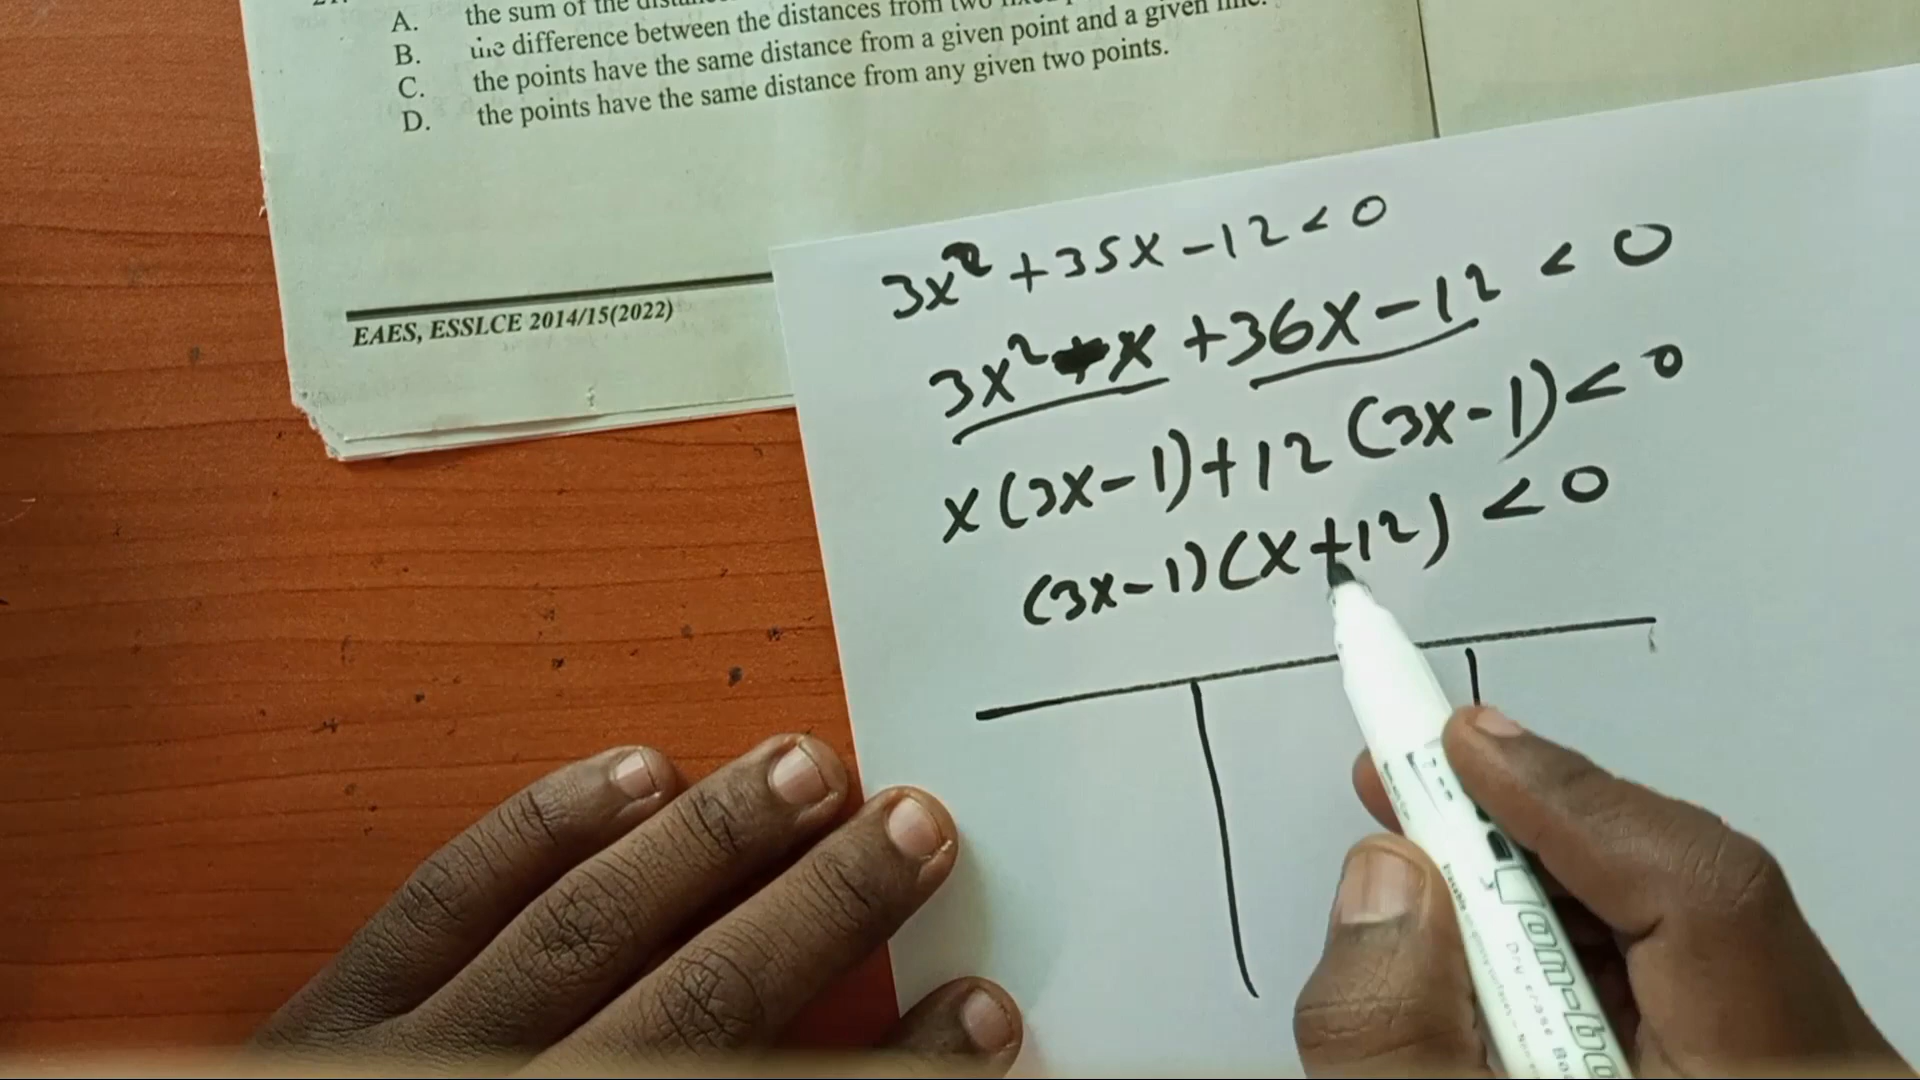 A. the sum of the
B. the difference between the distances from two
C. the points have the same distance from a given point and a given line.
D. the points have the same distance from any given two points.
EAES, ESSLCE 2014/15(2022)
3x² +35x -12 < 0
3x² - x +36x -12 < 0
x (3x-1)+12 (3x-1) < 0
(3x-1)(x+12) < 0